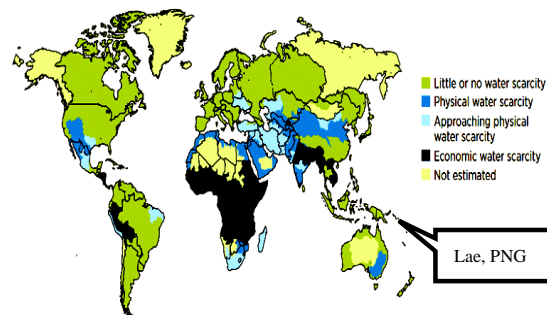 Little or no water scarcity
Physical water scarcity
Approaching physical
water scarcity
Economic water scarcity
Not estimated
Lae, PNG